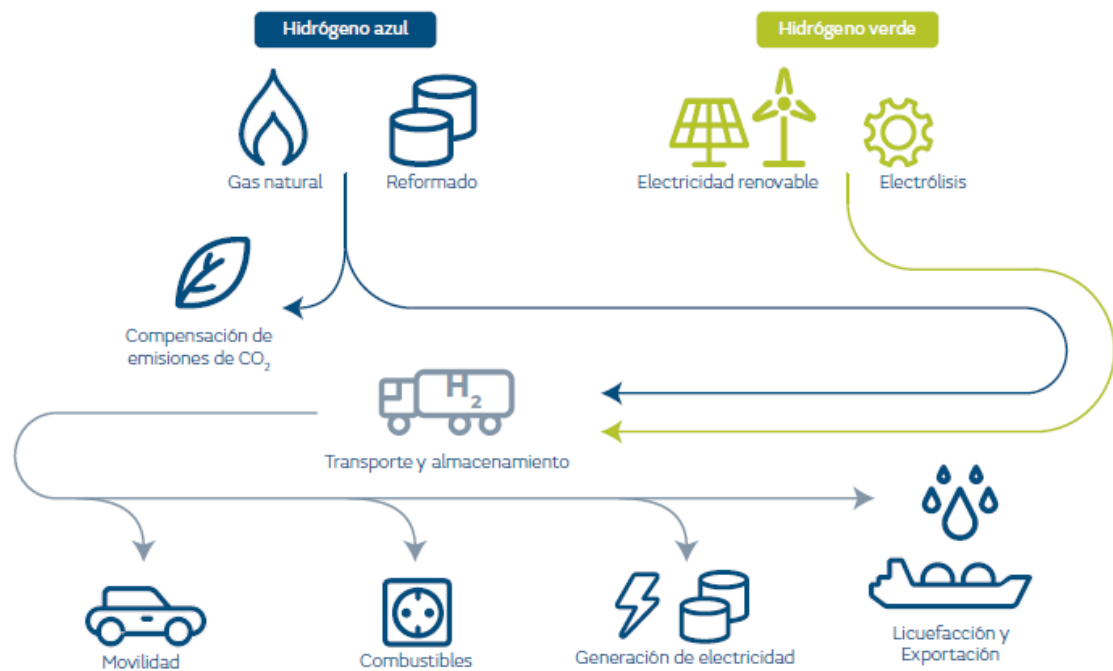 Hidrógeno azul
Hidrógeno verde
Gas natural
Reformado
Electricidad renovable
Electrólisis
Compensación de
emisiones de CO₂
H₂
Transporte y almacenamiento
Movilidad
Combustibles
Generación de electricidad
Licuefacción y
Exportación